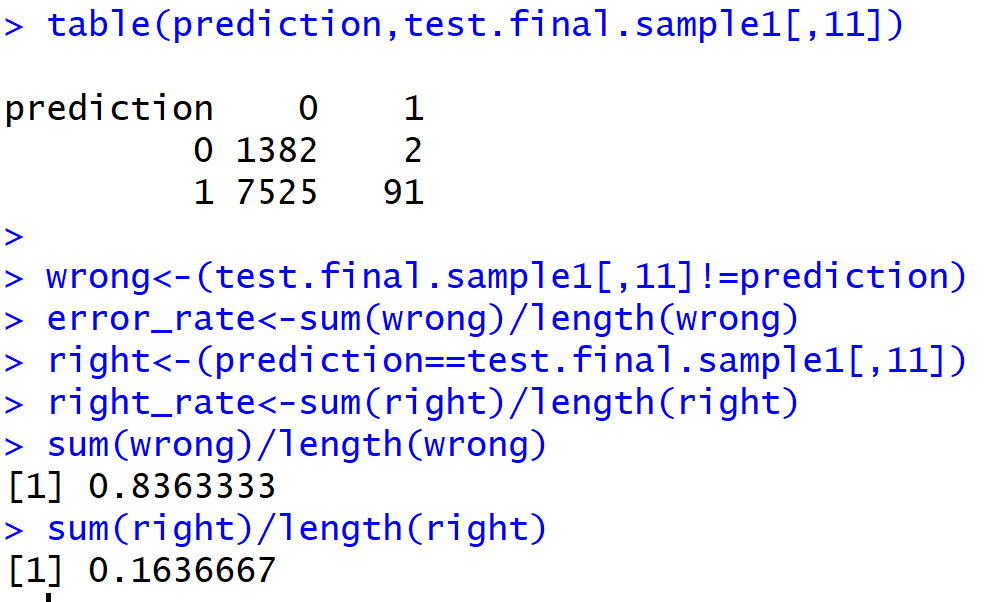 > table(prediction,test.final.sample1[,11])
prediction    0    1
         0 1382    2
         1 7525   91
>
> wrong<-(test.final.sample1[,11]!=prediction)
> error_rate<-sum(wrong)/length(wrong)
> right<-(prediction==test.final.sample1[,11])
> right_rate<-sum(right)/length(right)
> sum(wrong)/length(wrong)
[1] 0.8363333
> sum(right)/length(right)
[1] 0.1636667